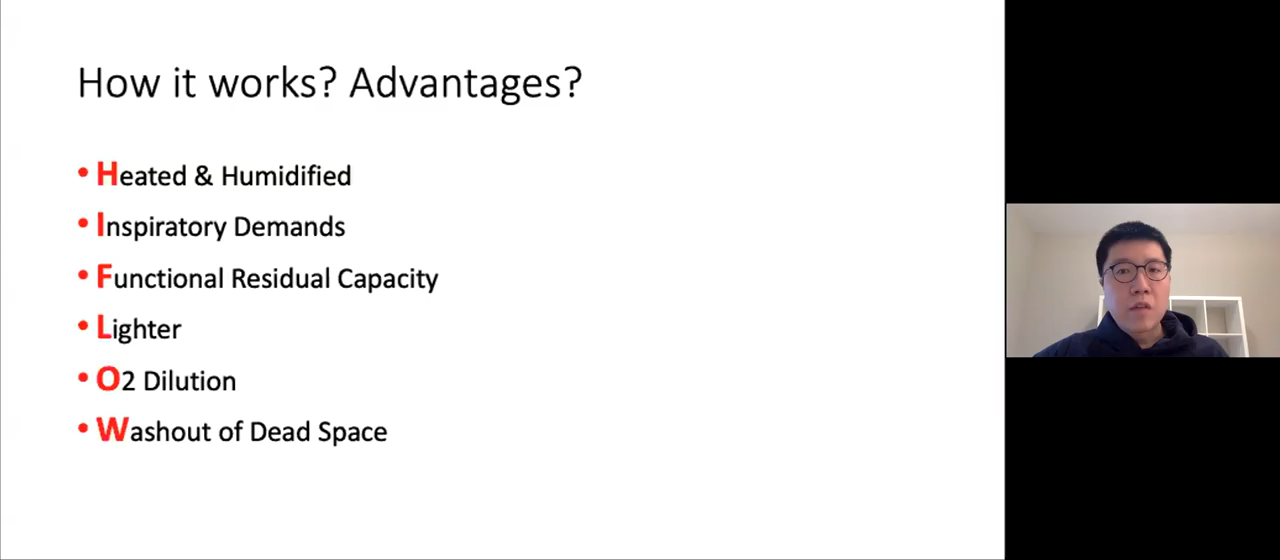 How it works? Advantages?
• Heated & Humidified
• Inspiratory Demands
• Functional Residual Capacity
• Lighter
• O2 Dilution
• Washout of Dead Space